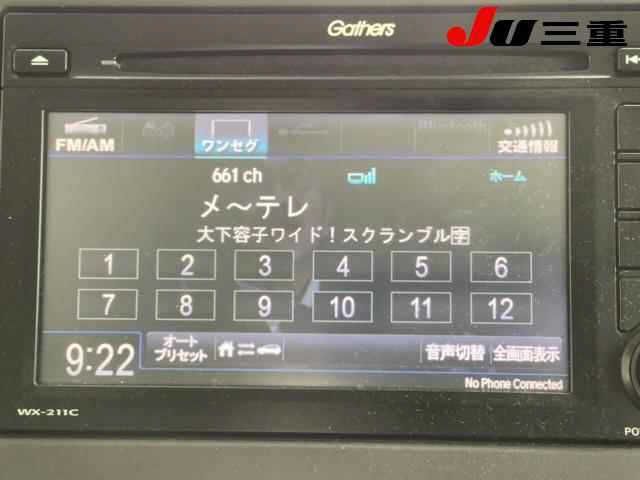 Gathers
JU三重
FM/AM
ワンセグ
Bluetooth
交通情報
661 ch
ホーム
メ～テレ
大下容子ワイド！スクランブル字
1 2 3 4 5 6
7 8 9 10 11 12
9:22
オート
プリセット
音声切替
全画面表示
No Phone Connected
WX-211C